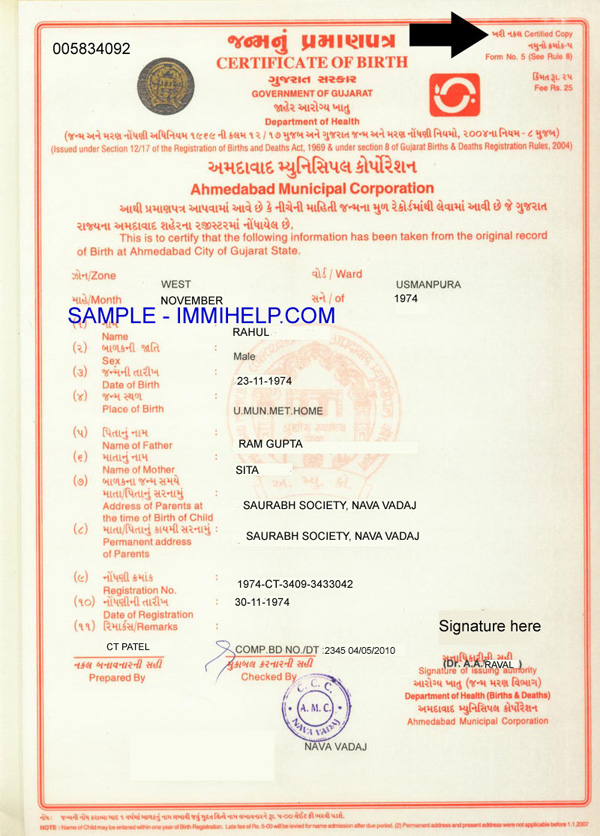 005834092
જન્મનું પ્રમાણપત્ર
ખરી નકલ Certified Copy
નમુનો ક્રમાંક-૫
CERTIFICATE OF BIRTH
Form No. 5 (See Rule 8)
ગુજરાત સરકાર
કિંમત રૂ. ૨૫
GOVERNMENT OF GUJARAT
Fee Rs. 25
જાહેર આરોગ્ય ખાતુ
Department of Health
(જન્મ અને મરણ નોંધણી અધિનિયમ ૧૯૬૯ ની કલમ ૧૨ / ૧૭ મુજબ અને ગુજરાત જન્મ અને મરણ નોંધણી નિયમો, ૨૦૦૪ના નિયમ - ૮ મુજબ)
(Issued under Section 12/17 of the Registration of Births and Deaths Act, 1969 & under section 8 of Gujarat Births & Deaths Registration Rules, 2004)
અમદાવાદ મ્યુનિસિપલ કોર્પોરેશન
Ahmedabad Municipal Corporation
આથી પ્રમાણપત્ર આપવામાં આવે છે કે નીચેની માહિતી જન્મના મુળ રેકોર્ડમાંથી લેવામાં આવી છે જે ગુજરાત
રાજ્યના અમદાવાદ શહેરના રજીસ્ટરમાં નોંધાયેલ છે.
This is to certify that the following information has been taken from the original record
of Birth at Ahmedabad City of Gujarat State.
ઝોન/Zone WEST વોર્ડ / Ward USMANPURA
માહે/Month NOVEMBER સને / of 1974
SAMPLE - IMMIHELP.COM
(૧) નામ :
Name RAHUL
(૨) બાળકની જાતિ :
Sex Male
(૩) જન્મની તારીખ :
Date of Birth 23-11-1974
(૪) જન્મ સ્થળ :
Place of Birth U.MUN.MET.HOME
(૫) પિતાનું નામ :
Name of Father RAM GUPTA
(૬) માતાનું નામ :
Name of Mother SITA
(૭) બાળકના જન્મ સમયે
માતા/પિતાનું સરનામું :
Address of Parents at SAURABH SOCIETY, NAVA VADAJ
the time of Birth of Child
(૮) માતા/પિતાનું કાયમી સરનામું :
Permanent address SAURABH SOCIETY, NAVA VADAJ
of Parents
અ. મ્યુ. કો.
(૯) નોંધણી ક્રમાંક :
Registration No. 1974-CT-3409-3433042
(૧૦) નોંધણીની તારીખ :
Date of Registration 30-11-1974
(૧૧) રિમાર્કસ/Remarks :
Signature here
CT PATEL
COMP.BD NO./DT :2345 04/05/2010
નકલ બનાવનારની સહી
Prepared By
મુકાબલ કરનારની સહી
Checked By
(Dr. A.A. RAVAL )
Signature of issuing authority
આરોગ્ય ખાતુ (જન્મ મરણ વિભાગ)
Department of Health (Births & Deaths)
અમદાવાદ મ્યુનિસિપલ કોર્પોરેશન
Ahmedabad Municipal Corporation
C. C. C.
A. M. C.
NAVA VADAJ
NAVA VADAJ
NOTE : Name of Child may be entered within one year of Birth Registration. Late fee of Rs. 5-00 will be levied for name admission after due period. (2) Permanent address and present address were not applicable before 1.1.2007